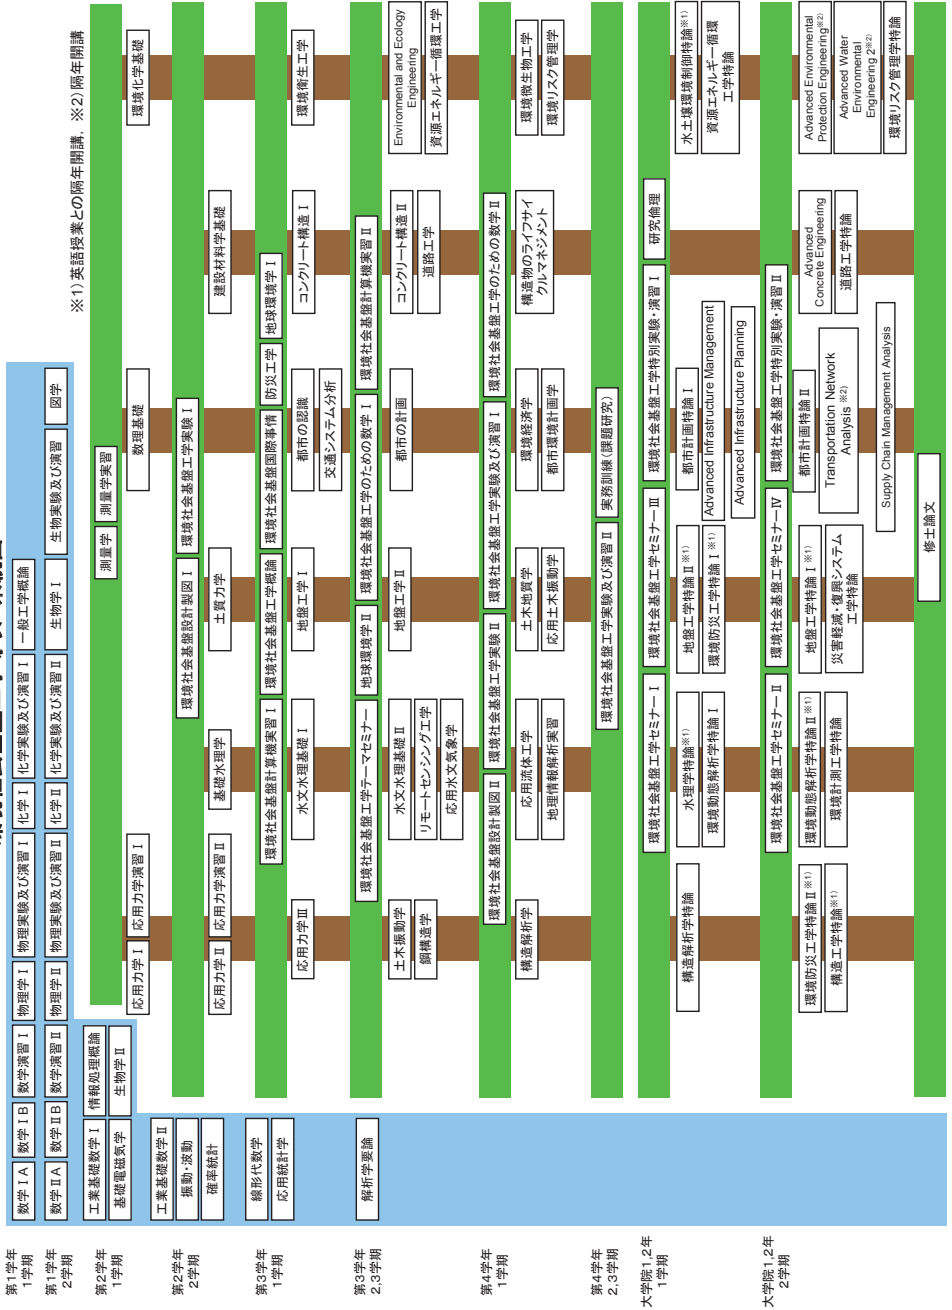 ※1）英語授業との隔年開講，※2）隔年開講
第1学年
1学期
数学ⅠA
数学ⅠB
数学演習Ⅰ
物理学Ⅰ
物理実験及び演習Ⅰ
化学Ⅰ
化学実験及び演習Ⅰ
一般工学概論
第1学年
2学期
数学ⅡA
数学ⅡB
数学演習Ⅱ
物理学Ⅱ
物理実験及び演習Ⅱ
化学Ⅱ
化学実験及び演習Ⅱ
生物学Ⅰ
生物実験及び演習
図学
第2学年
1学期
工業基礎数学Ⅰ
情報処理概論
基礎電磁気学
生物学Ⅱ
測量学
測量学実習
応用力学Ⅰ
応用力学演習Ⅰ
数理基礎
環境化学基礎
第2学年
2学期
工業基礎数学Ⅱ
振動・波動
確率統計
環境社会基盤設計製図Ⅰ
環境社会基盤工学実験Ⅰ
応用力学Ⅱ
応用力学演習Ⅱ
基礎水理学
土質力学
建設材料学基礎
第3学年
1学期
線形代数学
応用統計学
環境社会基盤計算機実習Ⅰ
環境社会基盤工学概論
環境社会基盤国際事情
防災工学
地球環境学Ⅰ
応用力学Ⅲ
水文水理基礎Ⅰ
地盤工学Ⅰ
都市の認識
交通システム分析
コンクリート構造Ⅰ
環境衛生工学
第3学年
2,3学期
解析学要論
環境社会基盤工学テーマセミナー
地球環境学Ⅱ
環境社会基盤工学のための数学Ⅰ
環境社会基盤計算機実習Ⅱ
土木振動学
鋼構造学
水文水理基礎Ⅱ
リモートセンシング工学
応用水文気象学
地盤工学Ⅱ
都市の計画
コンクリート構造Ⅱ
道路工学
Environmental and Ecology
Engineering
資源エネルギー循環工学
第4学年
1学期
環境社会基盤設計製図Ⅱ
環境社会基盤工学実験Ⅱ
環境社会基盤工学実験及び演習Ⅰ
環境社会基盤工学のための数学Ⅱ
構造解析学
応用流体工学
地理情報解析実習
土木地質学
応用土木振動学
環境経済学
都市環境計画学
構造物のライフサイ
クルマネジメント
環境微生物工学
環境リスク管理学
第4学年
2,3学期
環境社会基盤工学実験及び演習Ⅱ
実務訓練（課題研究）
大学院1,2年
1学期
環境社会基盤工学セミナーⅠ
環境社会基盤工学セミナーⅢ
環境社会基盤工学特別実験・演習Ⅰ
研究倫理
構造解析学特論
水理学特論※1）
環境動態解析学特論Ⅰ
地盤工学特論Ⅱ※1）
環境防災工学特論Ⅰ※1）
都市計画特論Ⅰ
Advanced Infrastructure Management
Advanced Infrastructure Planning
水土壌環境制御特論※1）
資源エネルギー循環
工学特論
大学院1,2年
2学期
環境社会基盤工学セミナーⅡ
環境社会基盤工学セミナーⅣ
環境社会基盤工学特別実験・演習Ⅱ
環境防災工学特論Ⅱ※1）
構造工学特論※1）
環境動態解析学特論Ⅱ※1）
環境計測工学特論
地盤工学特論Ⅰ※1）
災害軽減・復興システム
工学特論
都市計画特論Ⅱ
Transportation Network
Analysis ※2）
Supply Chain Management Analysis
Advanced
Concrete Engineering
道路工学特論
Advanced Environmental
Protection Engineering※2）
Advanced Water
Environmental
Engineering 2※2）
環境リスク管理学特論
修士論文